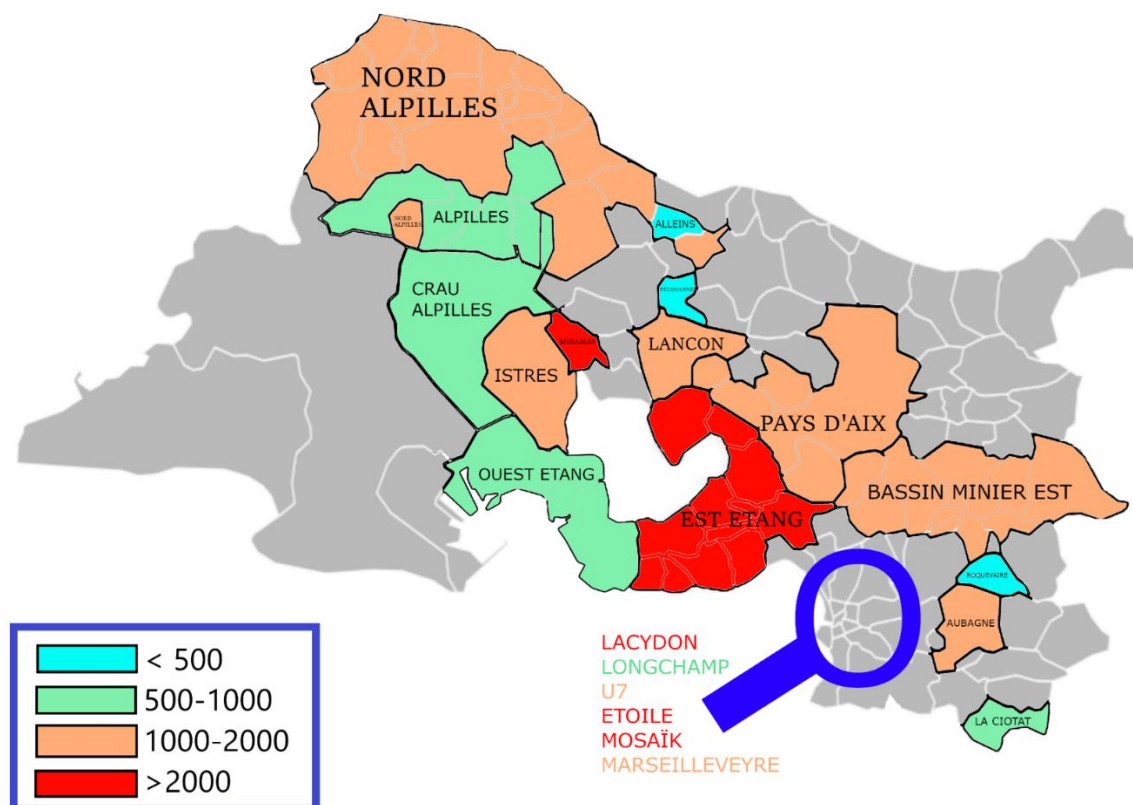 NORD
ALPILLES
ALPILLES
NORD
ALPILLES
ALLEINS
PELISSANNE
CRAU
ALPILLES
MIRAMAS
LANCON
ISTRES
PAYS D'AIX
OUEST ETANG
BASSIN MINIER EST
EST ETANG
ROQUEVAIRE
AUBAGNE
LACYDON
LONGCHAMP
U7
ETOILE
MOSAÏK
MARSEILLEVEYRE
LA CIOTAT
< 500
500-1000
1000-2000
>2000